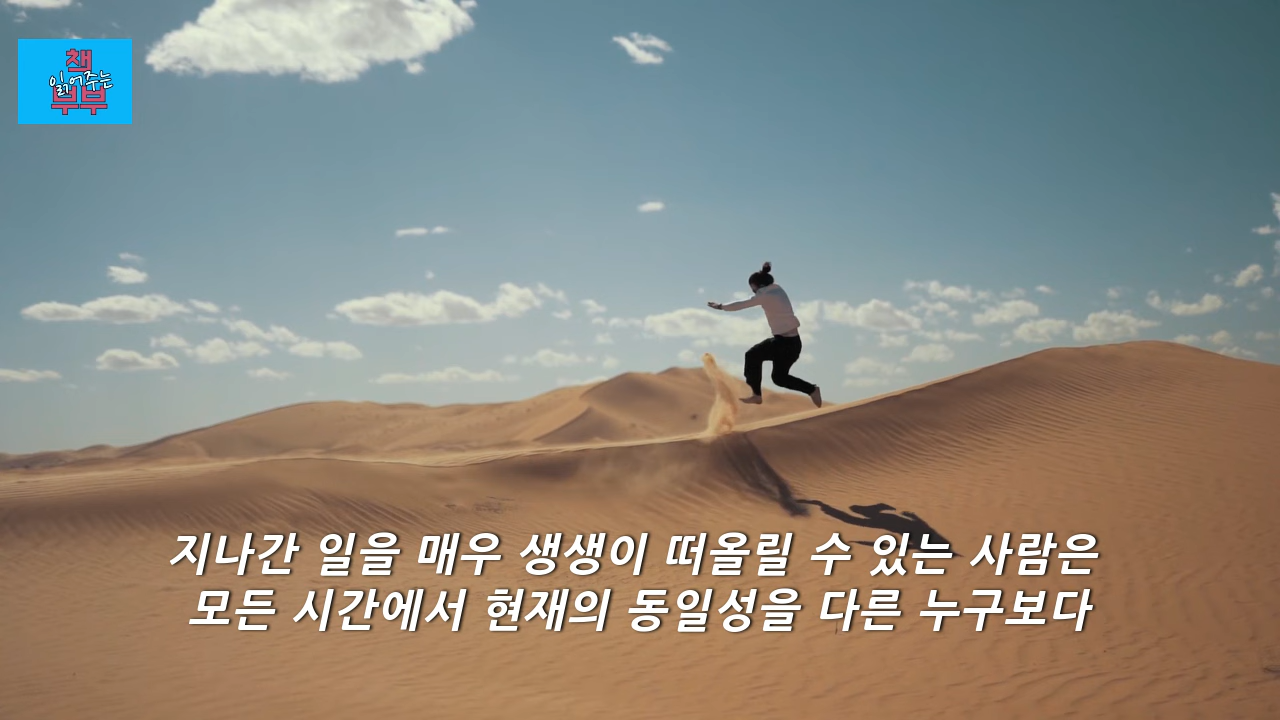 책
읽어주는
부부
지나간 일을 매우 생생이 떠올릴 수 있는 사람은
모든 시간에서 현재의 동일성을 다른 누구보다